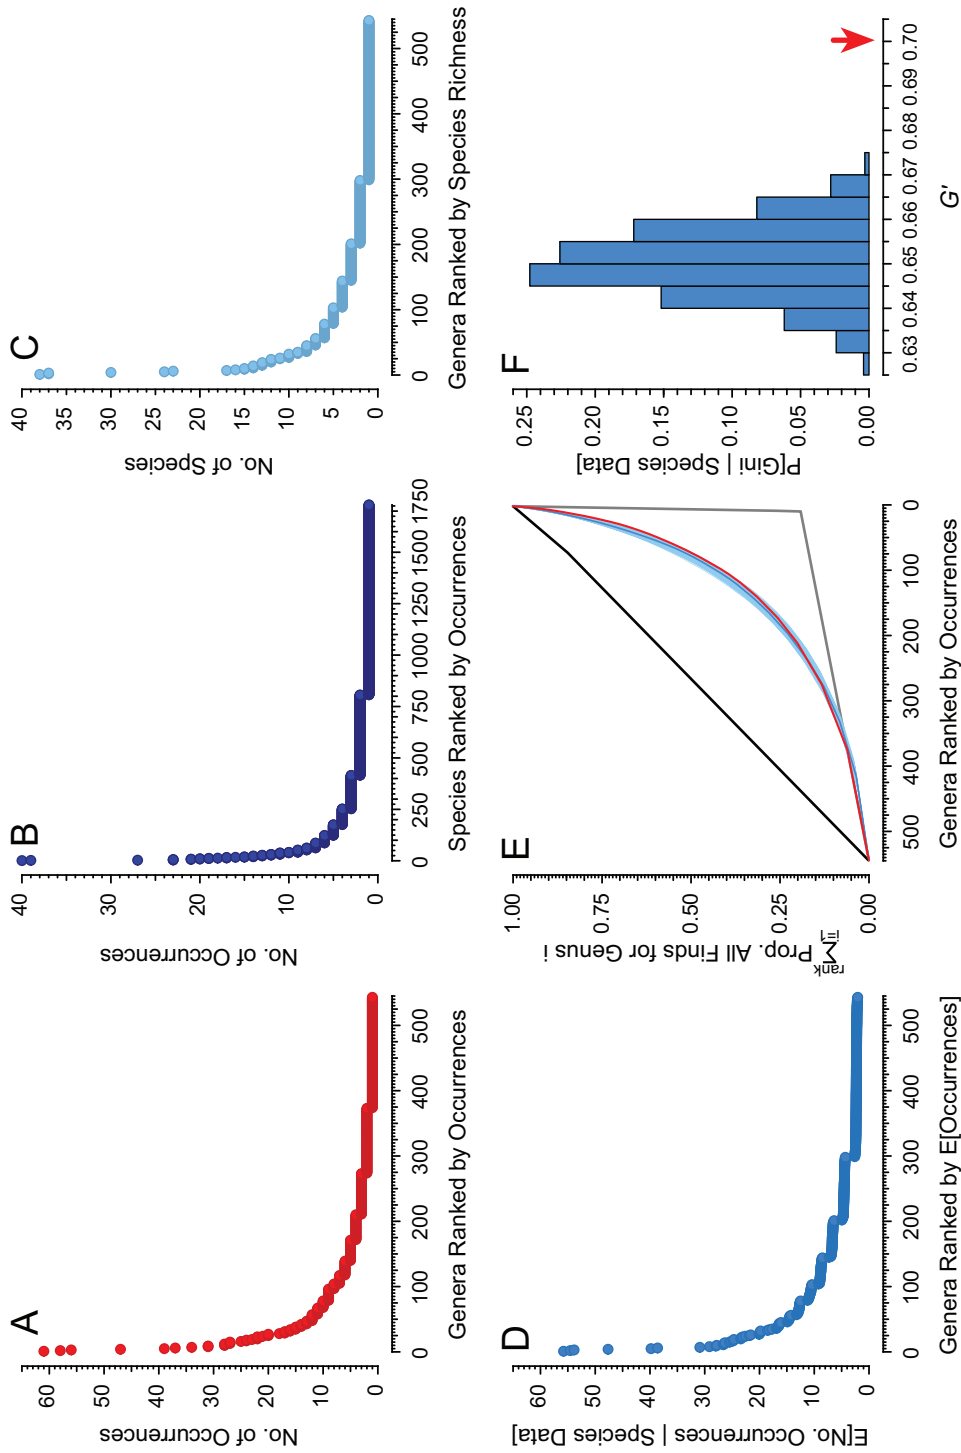 A
No. of Occurrences
60
50
40
30
20
10
0
0 100 200 300 400 500
Genera Ranked by Occurrences
B
No. of Occurrences
40
30
20
10
0
0 250 500 750 1000 1250 1500 1750
Species Ranked by Occurrences
C
No. of Species
40
35
30
25
20
15
10
5
0
0 100 200 300 400 500
Genera Ranked by Species Richness
D
E[No. Occurrences | Species Data]
60
50
40
30
20
10
0
0 100 200 300 400 500
Genera Ranked by E[Occurrences]
E
rank
∑ Prop. All Finds for Genus i
i=1
1.00
0.75
0.50
0.25
0.00
500 400 300 200 100 0
Genera Ranked by Occurrences
F
P[Gini | Species Data]
0.25
0.20
0.15
0.10
0.05
0.00
0.63 0.64 0.65 0.66 0.67 0.68 0.69 0.70
G'